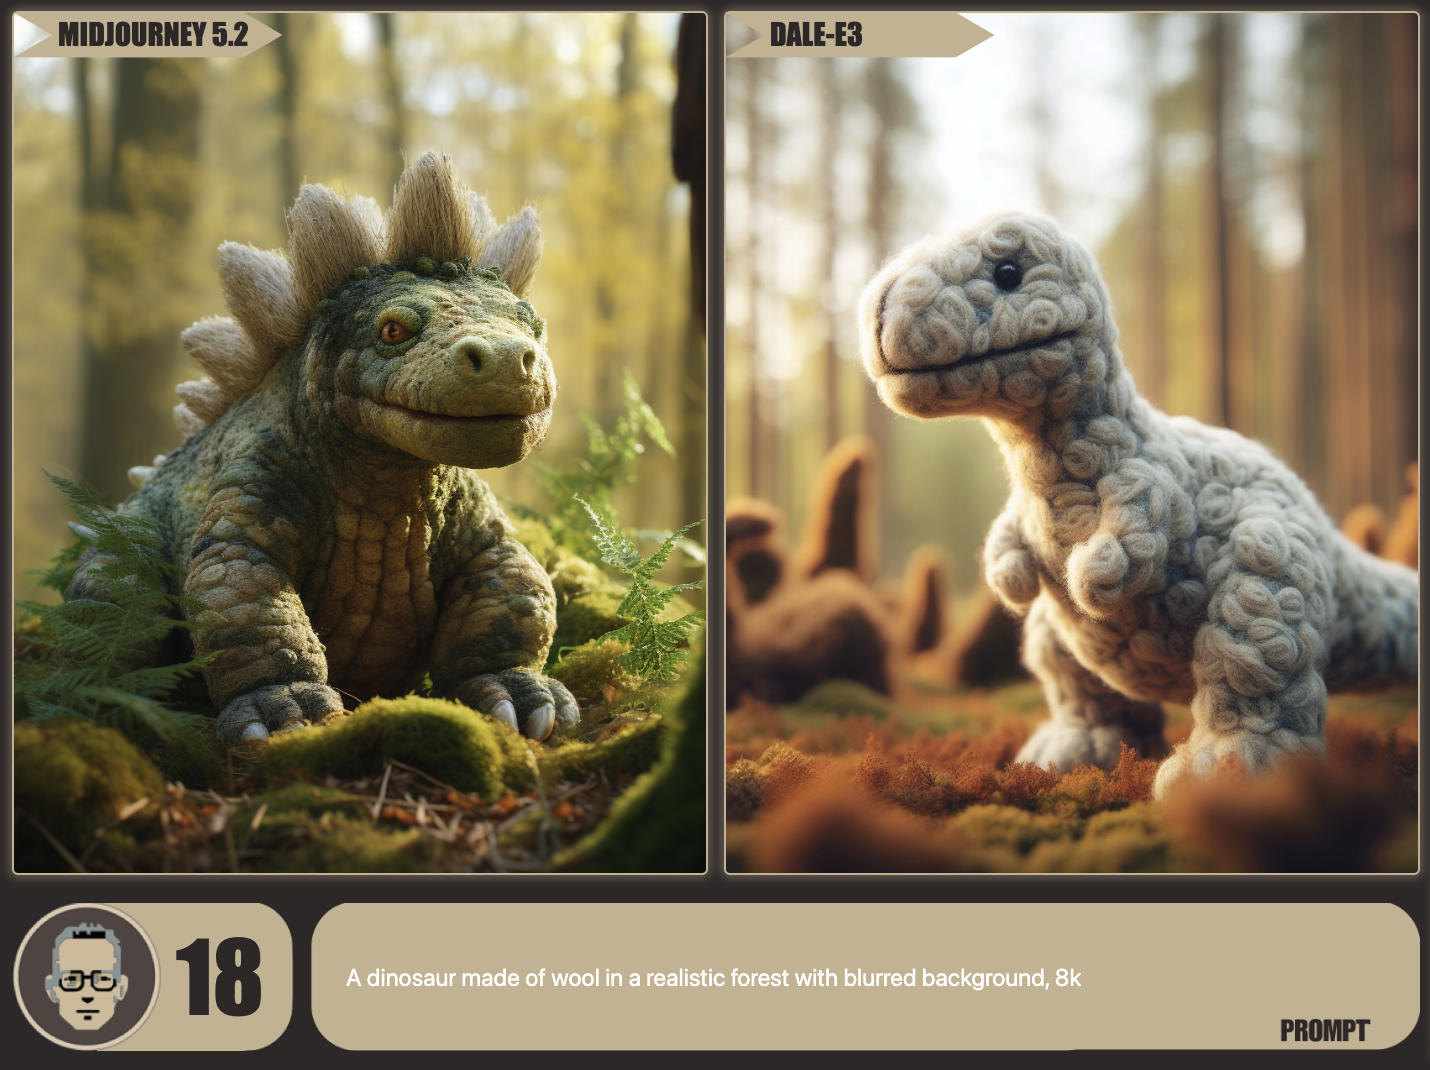 MIDJOURNEY 5.2
DALE-E3
18
A dinosaur made of wool in a realistic forest with blurred background, 8k
PROMPT